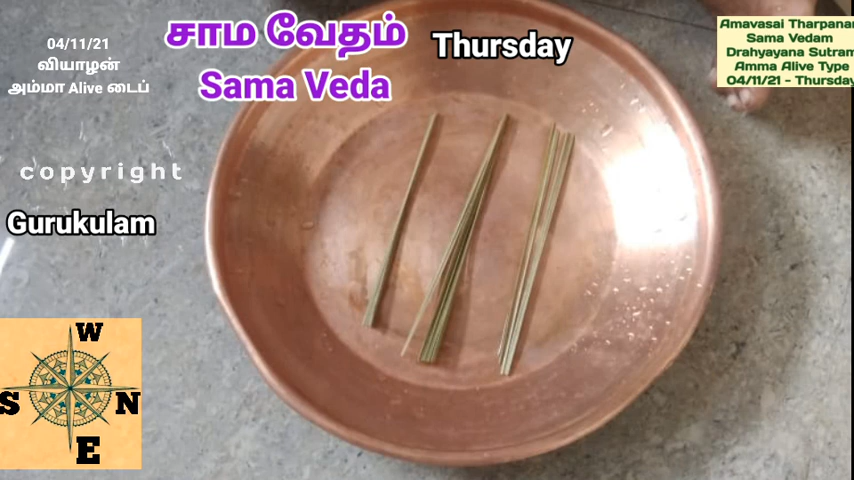 04/11/21
வியாழன்
அம்மா Alive டைப்
சாம வேதம்
Sama Veda
Thursday
Amavasai Tharpanam
Sama Vedam
Drahyayana Sutram
Amma Alive Type
04/11/21 - Thursday
copyright
Gurukulam
W
S
N
E